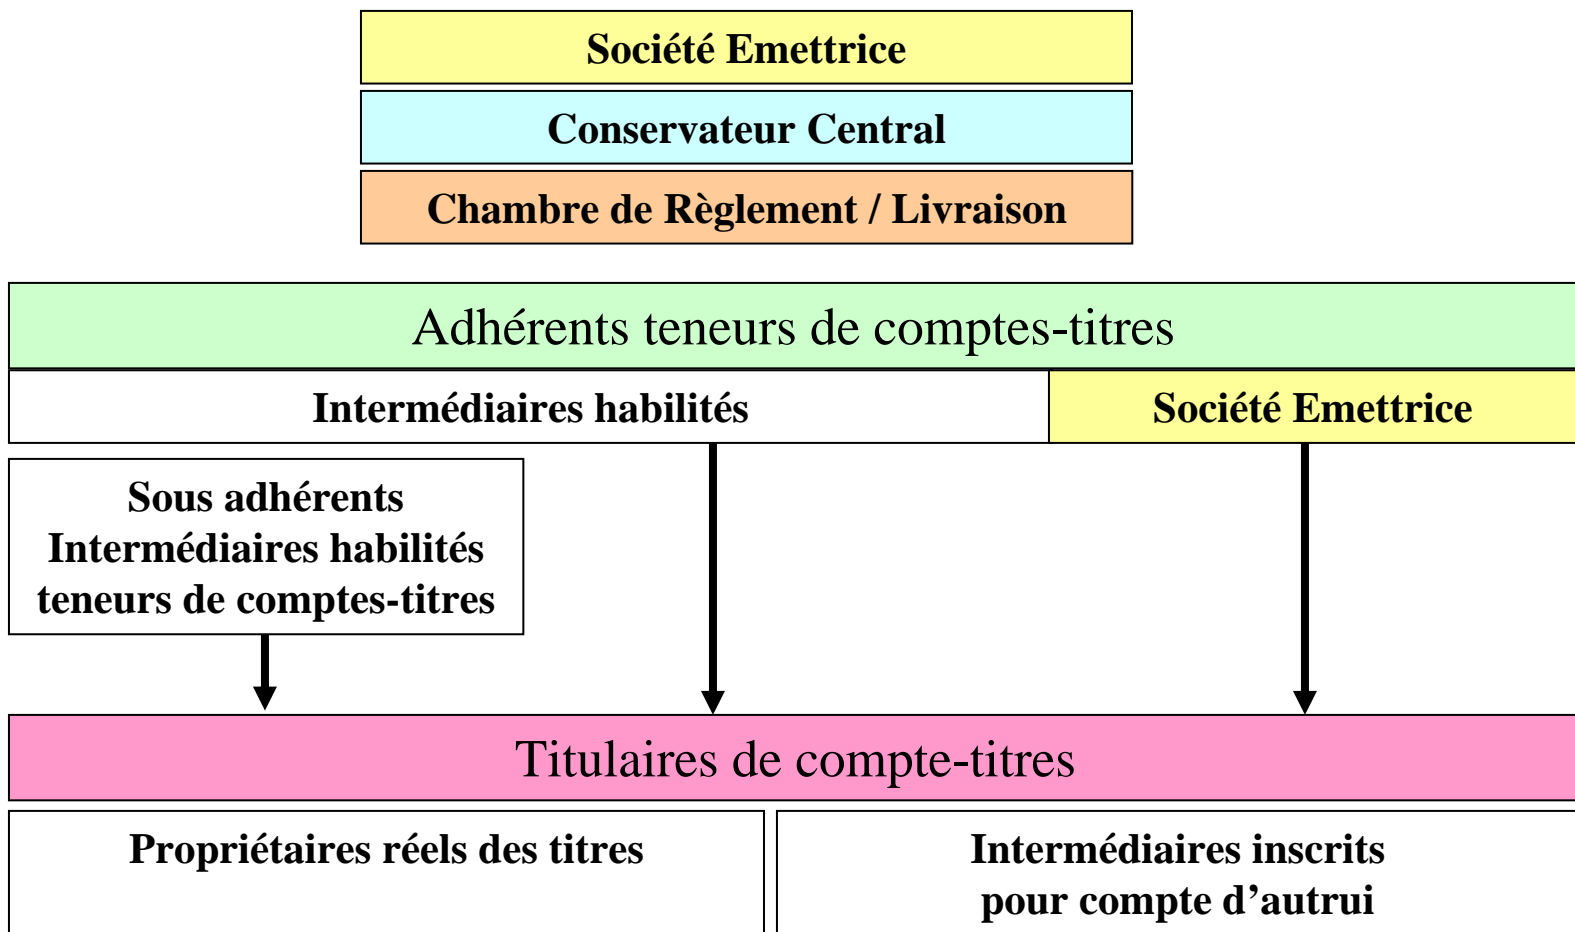 Société Emettrice
Conservateur Central
Chambre de Règlement / Livraison
Adhérents teneurs de comptes-titres
Intermédiaires habilités
Société Emettrice
Sous adhérents
Intermédiaires habilités
teneurs de comptes-titres
Titulaires de compte-titres
Propriétaires réels des titres
Intermédiaires inscrits
pour compte d’autrui